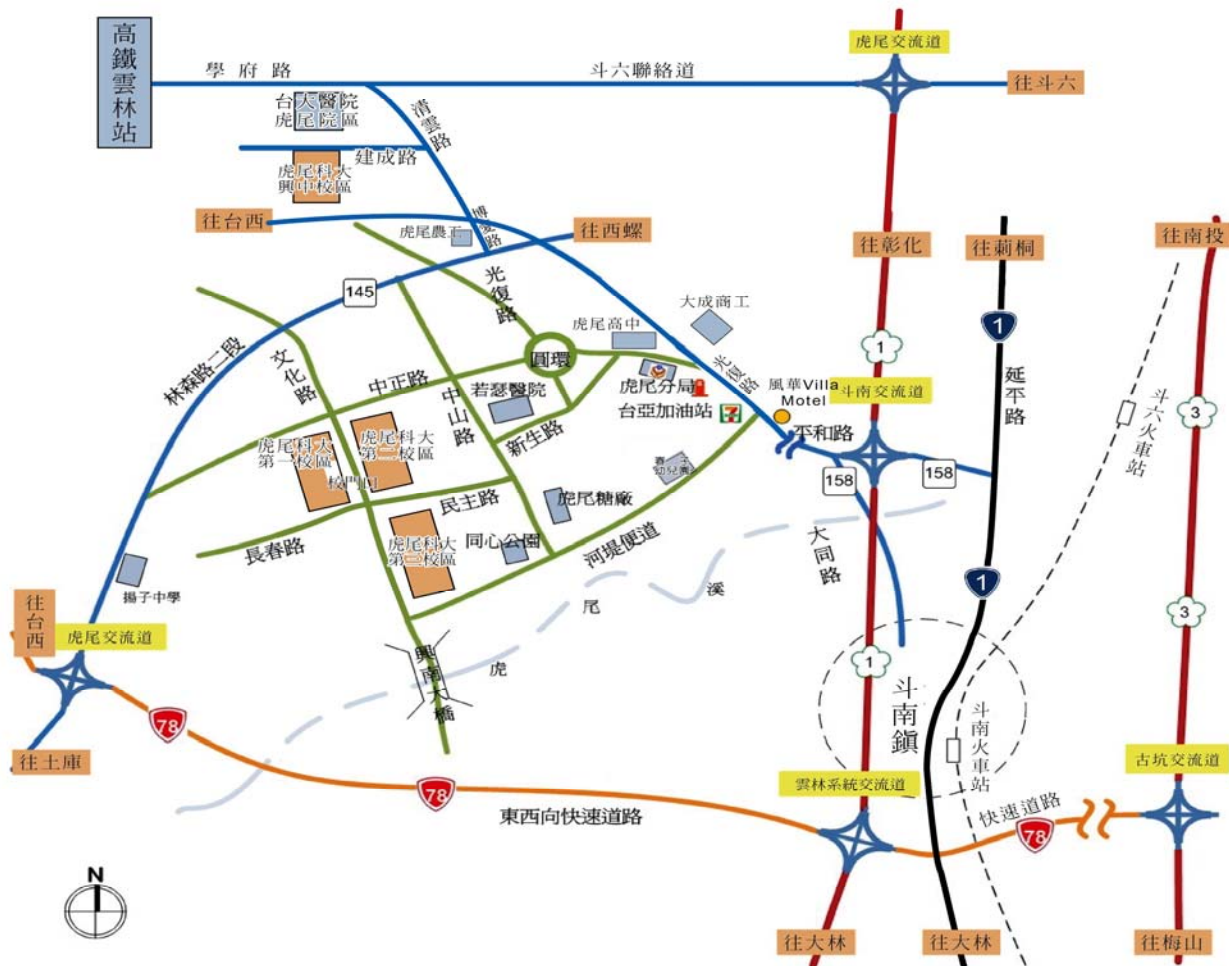 高鐵雲林站
學府路
斗六聯絡道
虎尾交流道
往斗六
台大醫院
虎尾院區
清雲路
建成路
虎尾科大
興中校區
往台西
虎尾農工
博愛路
往西螺
往彰化
往莿桐
往南投
145
光復路
大成商工
虎尾高中
1
1
林森路二段
文化路
中正路
圓環
中山路
若瑟醫院
虎尾分局
光復路
風華Villa
Motel
斗南交流道
延平路
斗六火車站
3
台亞加油站
平和路
新生路
虎尾科大
第一校區
校門口
虎尾科大
第二校區
幼兒園
158
158
民主路
虎尾糖廠
長春路
虎尾科大
第三校區
同心公園
河堤便道
大同路
揚子中學
虎
尾
溪
1
3
往台西
虎尾交流道
興南大橋
1
斗南鎮
斗南火車站
78
往土庫
78
東西向快速道路
雲林系統交流道
快速道路
78
古坑交流道
N
往大林
往大林
往梅山